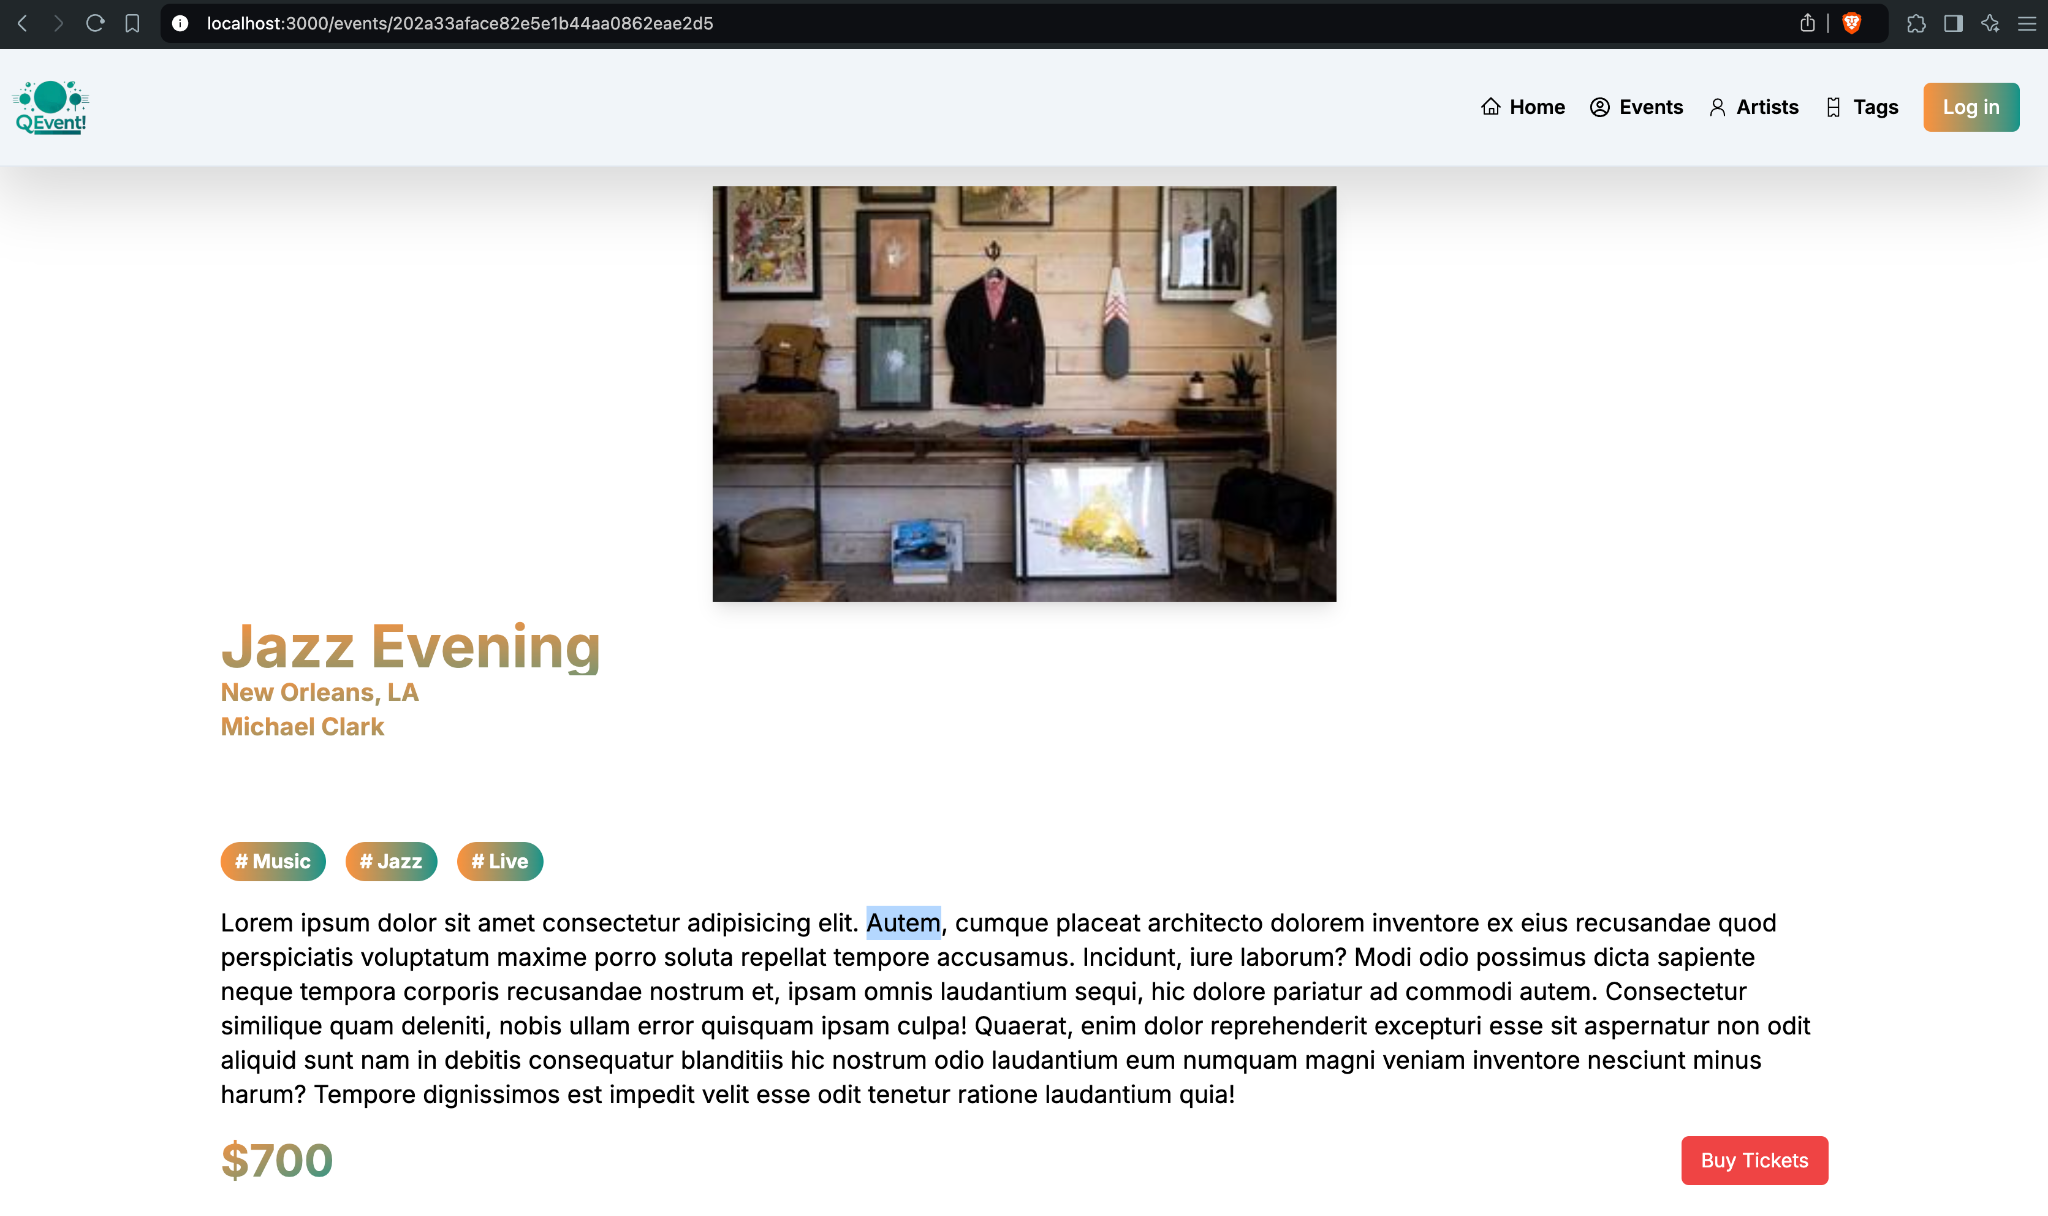 localhost:3000/events/202a33aface82e5e1b44aa0862eae2d5
QEvent!
Home Events Artists Tags Log in
Jazz Evening
New Orleans, LA
Michael Clark
# Music # Jazz # Live
Lorem ipsum dolor sit amet consectetur adipisicing elit. Autem, cumque placeat architecto dolorem inventore ex eius recusandae quod
perspiciatis voluptatum maxime porro soluta repellat tempore accusamus. Incidunt, iure laborum? Modi odio possimus dicta sapiente
neque tempora corporis recusandae nostrum et, ipsam omnis laudantium sequi, hic dolore pariatur ad commodi autem. Consectetur
similique quam deleniti, nobis ullam error quisquam ipsam culpa! Quaerat, enim dolor reprehenderit excepturi esse sit aspernatur non odit
aliquid sunt nam in debitis consequatur blanditiis hic nostrum odio laudantium eum numquam magni veniam inventore nesciunt minus
harum? Tempore dignissimos est impedit velit esse odit tenetur ratione laudantium quia!
$700 Buy Tickets